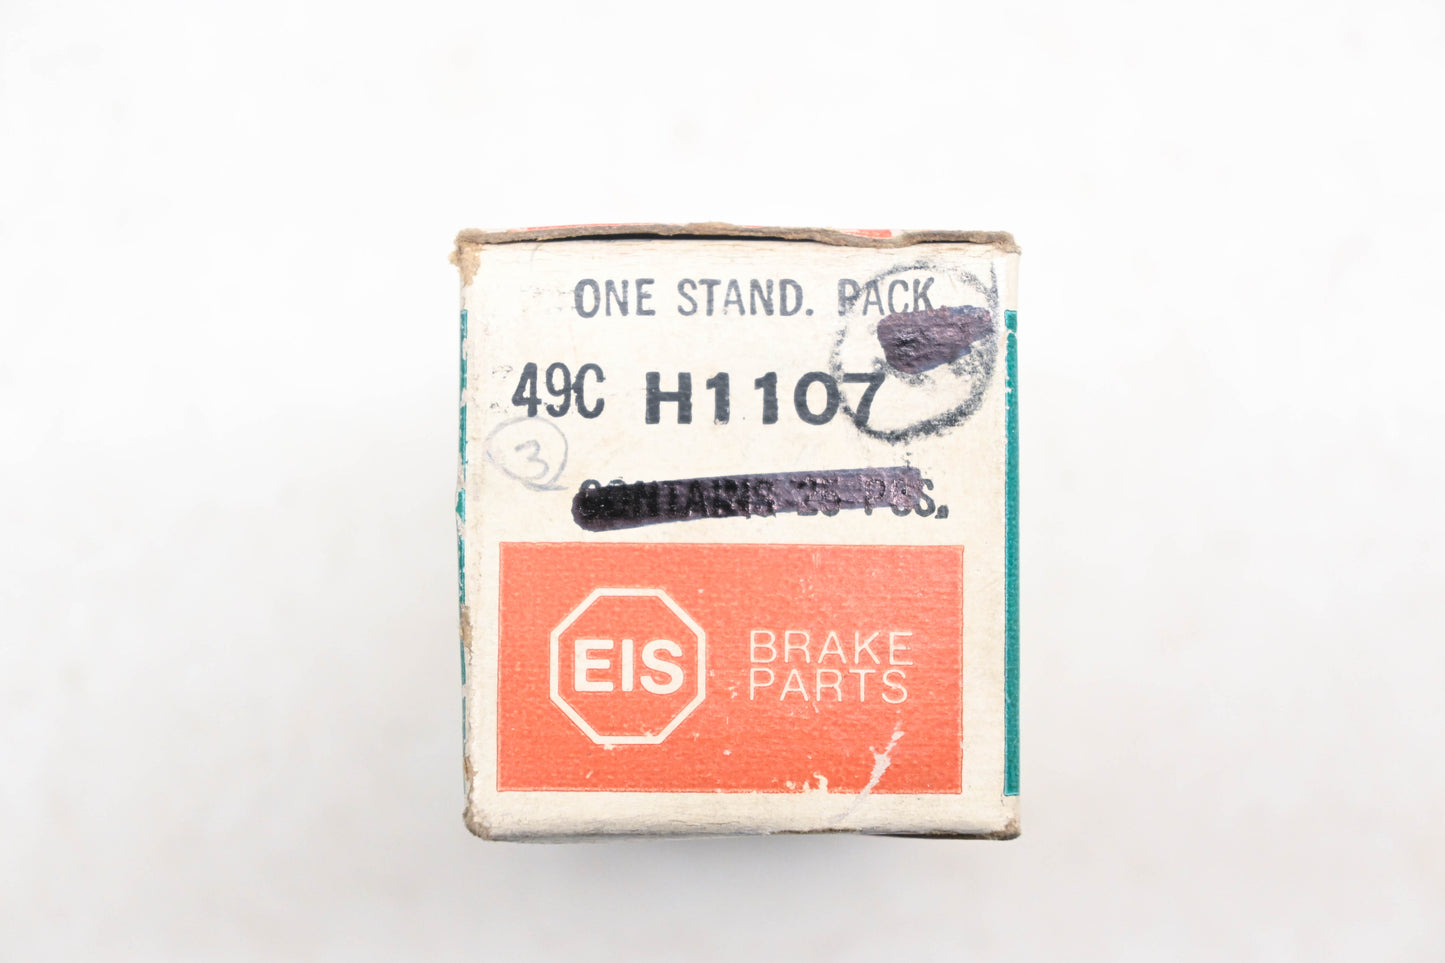 ONE STAND. PACK
49C H1107
3
CONTAINS 25 PCS.
EIS
BRAKE
PARTS